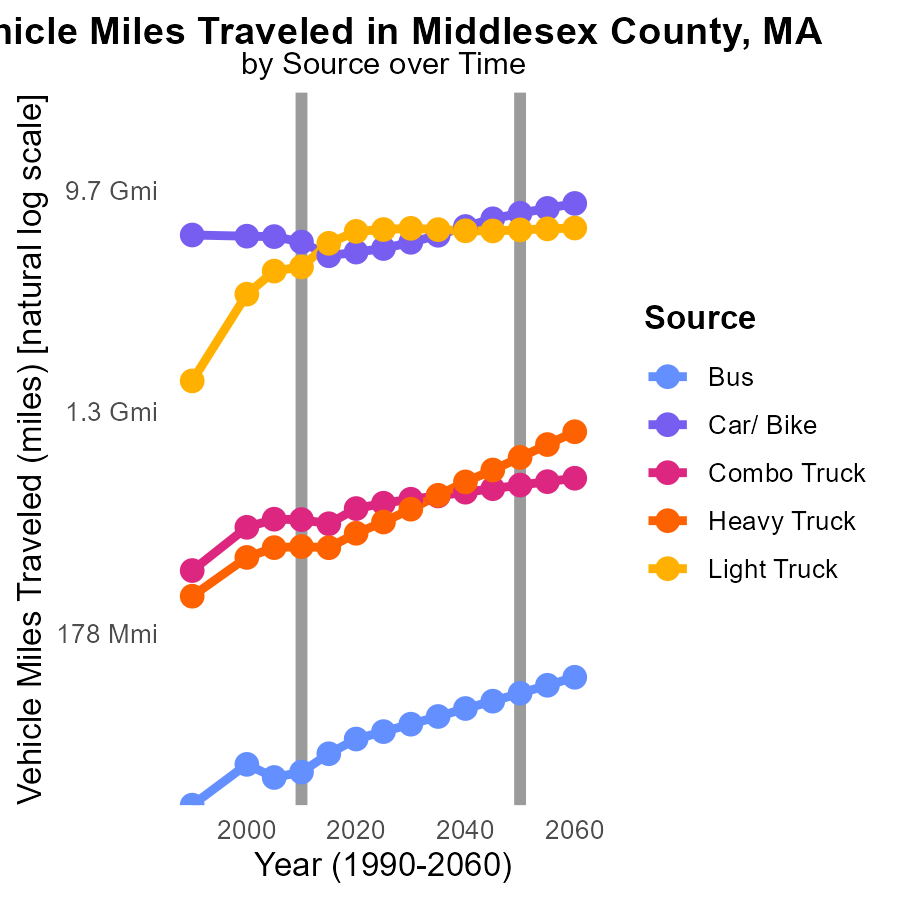 nicle Miles Traveled in Middlesex County, MA
by Source over Time
Vehicle Miles Traveled (miles) [natural log scale]
9.7 Gmi
1.3 Gmi
178 Mmi
2000 2020 2040 2060
Year (1990-2060)
Source
Bus
Car/ Bike
Combo Truck
Heavy Truck
Light Truck